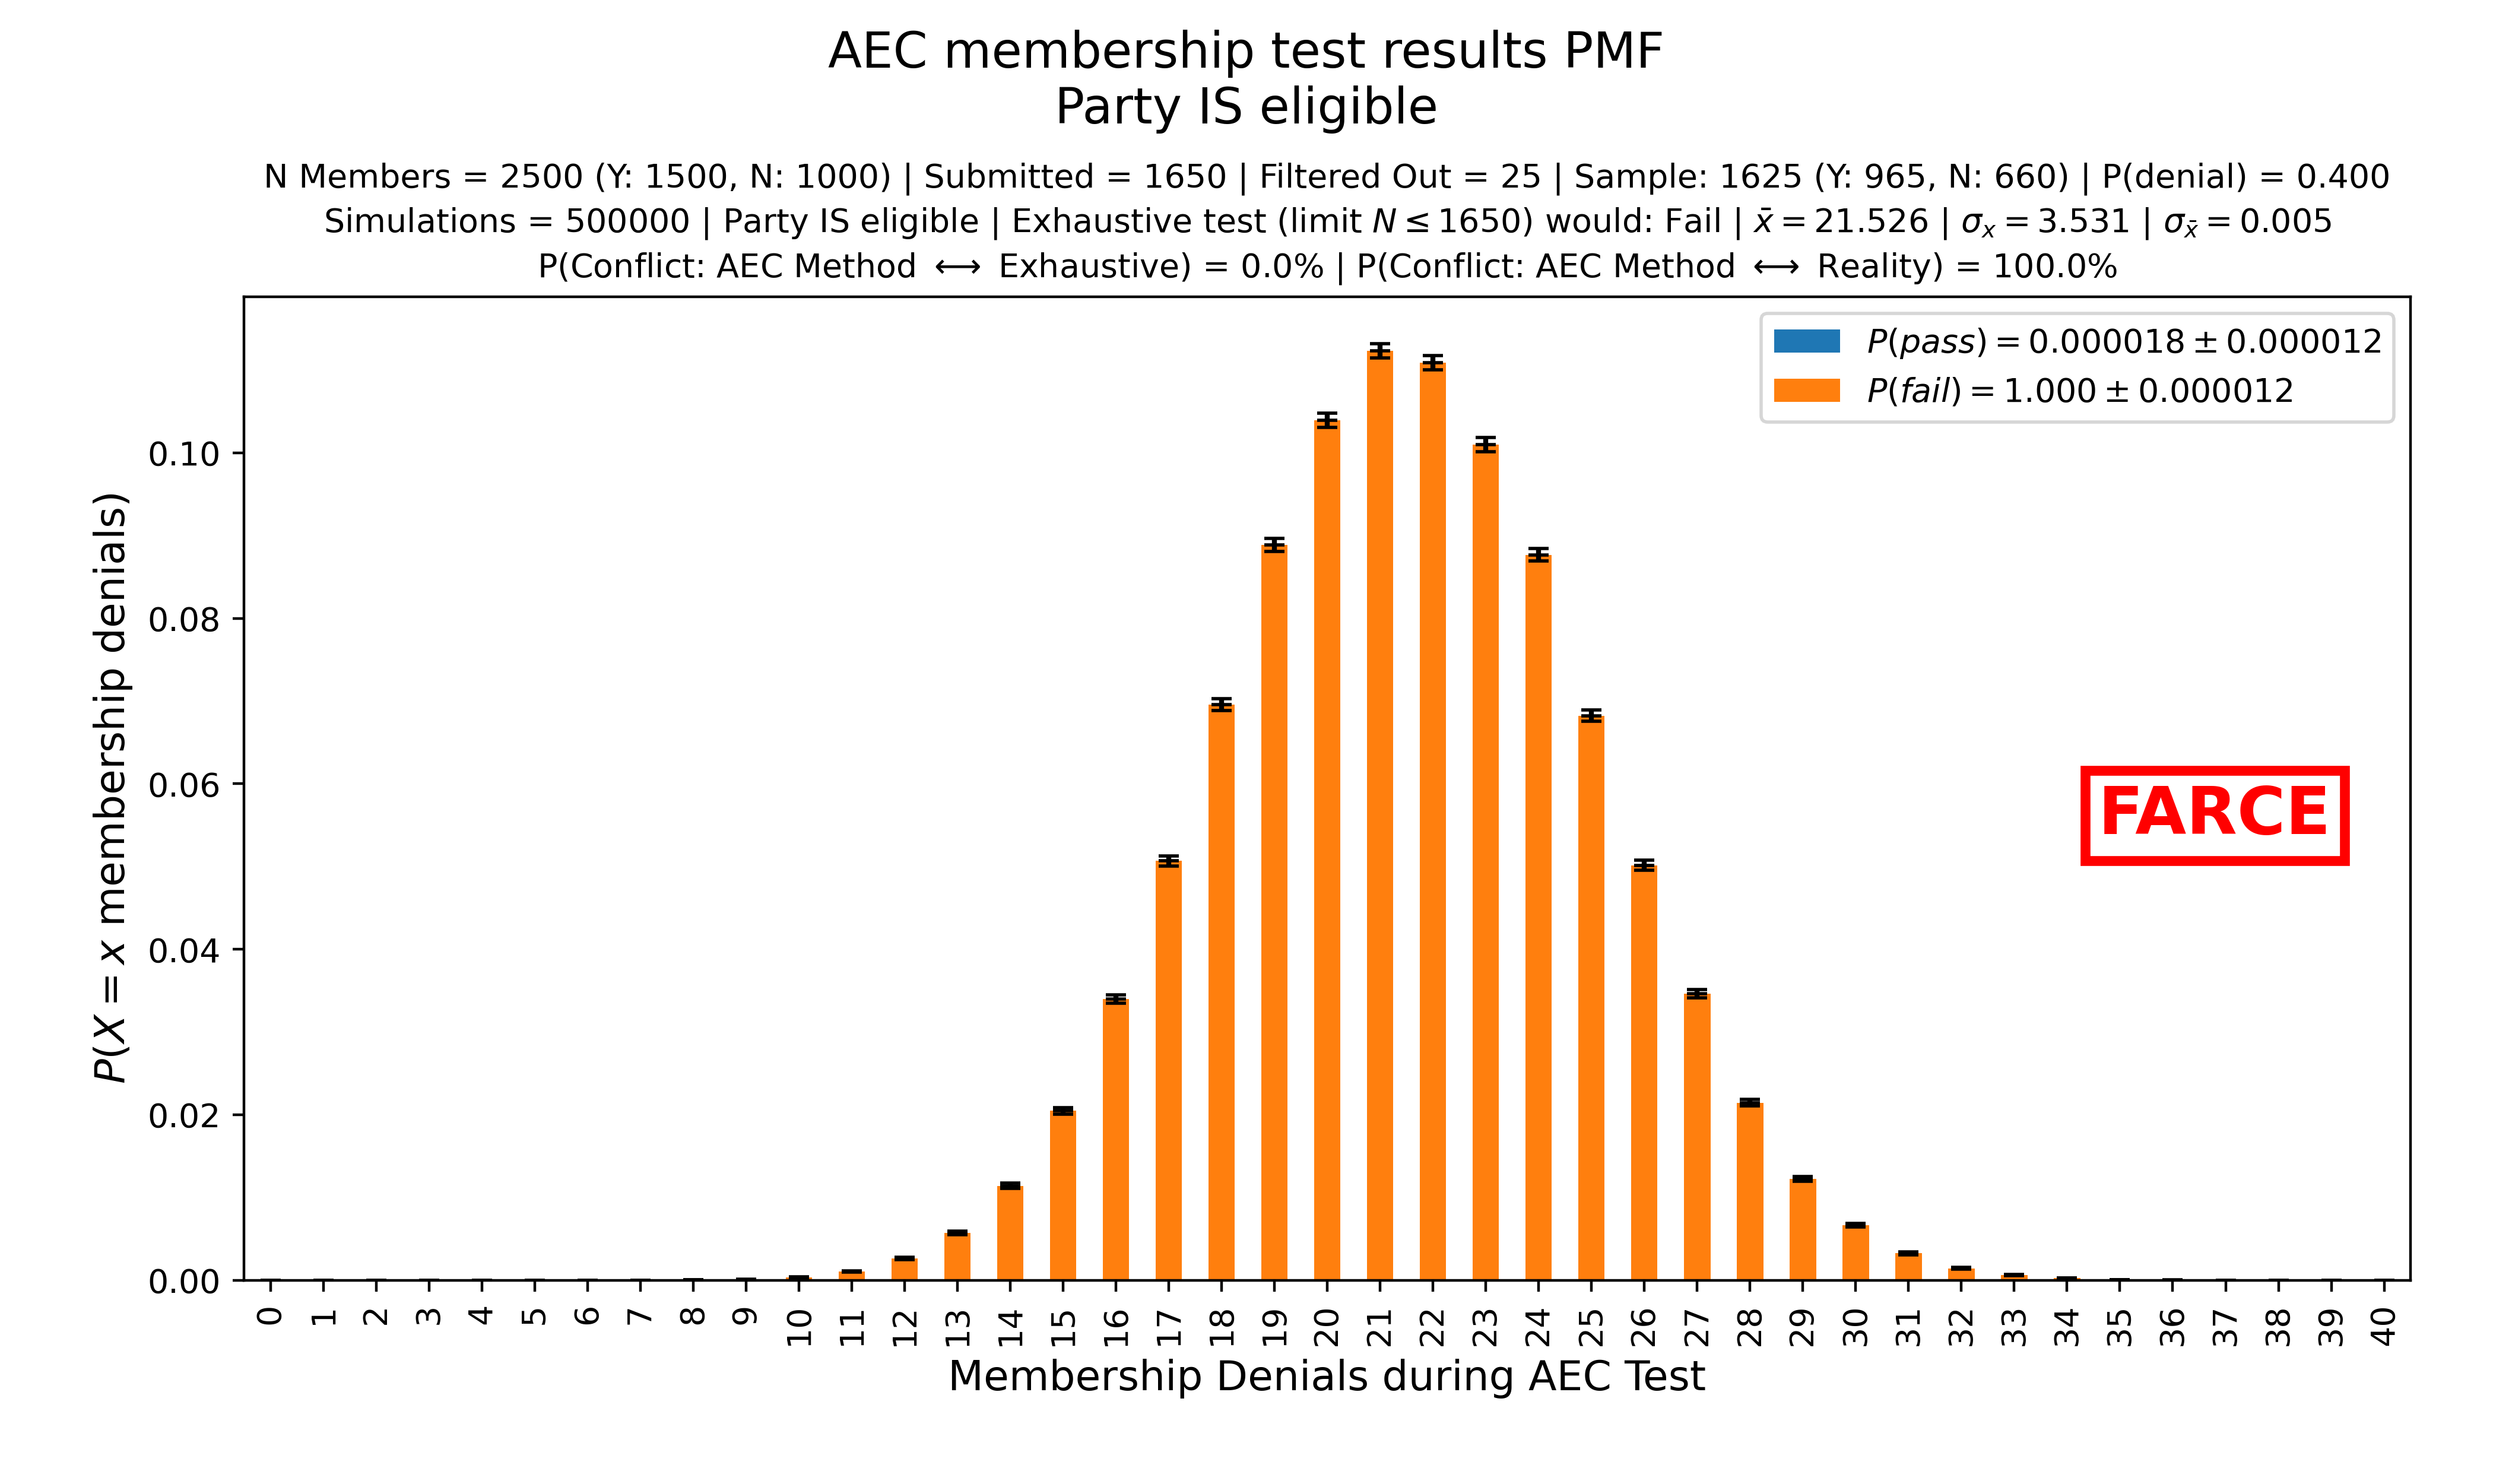 AEC membership test results PMF
Party IS eligible
N Members = 2500 (Y: 1500, N: 1000) | Submitted = 1650 | Filtered Out = 25 | Sample: 1625 (Y: 965, N: 660) | P(denial) = 0.400
Simulations = 500000 | Party IS eligible | Exhaustive test (limit N ≤ 1650) would: Fail | x̄ = 21.526 | σₓ = 3.531 | σ_x̄ = 0.005
P(Conflict: AEC Method ⟷ Exhaustive) = 0.0% | P(Conflict: AEC Method ⟷ Reality) = 100.0%
P(pass) = 0.000018 ± 0.000012
P(fail) = 1.000 ± 0.000012
P(X = x membership denials)
0.10
0.08
0.06
0.04
0.02
0.00
FARCE
0 1 2 3 4 5 6 7 8 9 10 11 12 13 14 15 16 17 18 19 20 21 22 23 24 25 26 27 28 29 30 31 32 33 34 35 36 37 38 39 40
Membership Denials during AEC Test